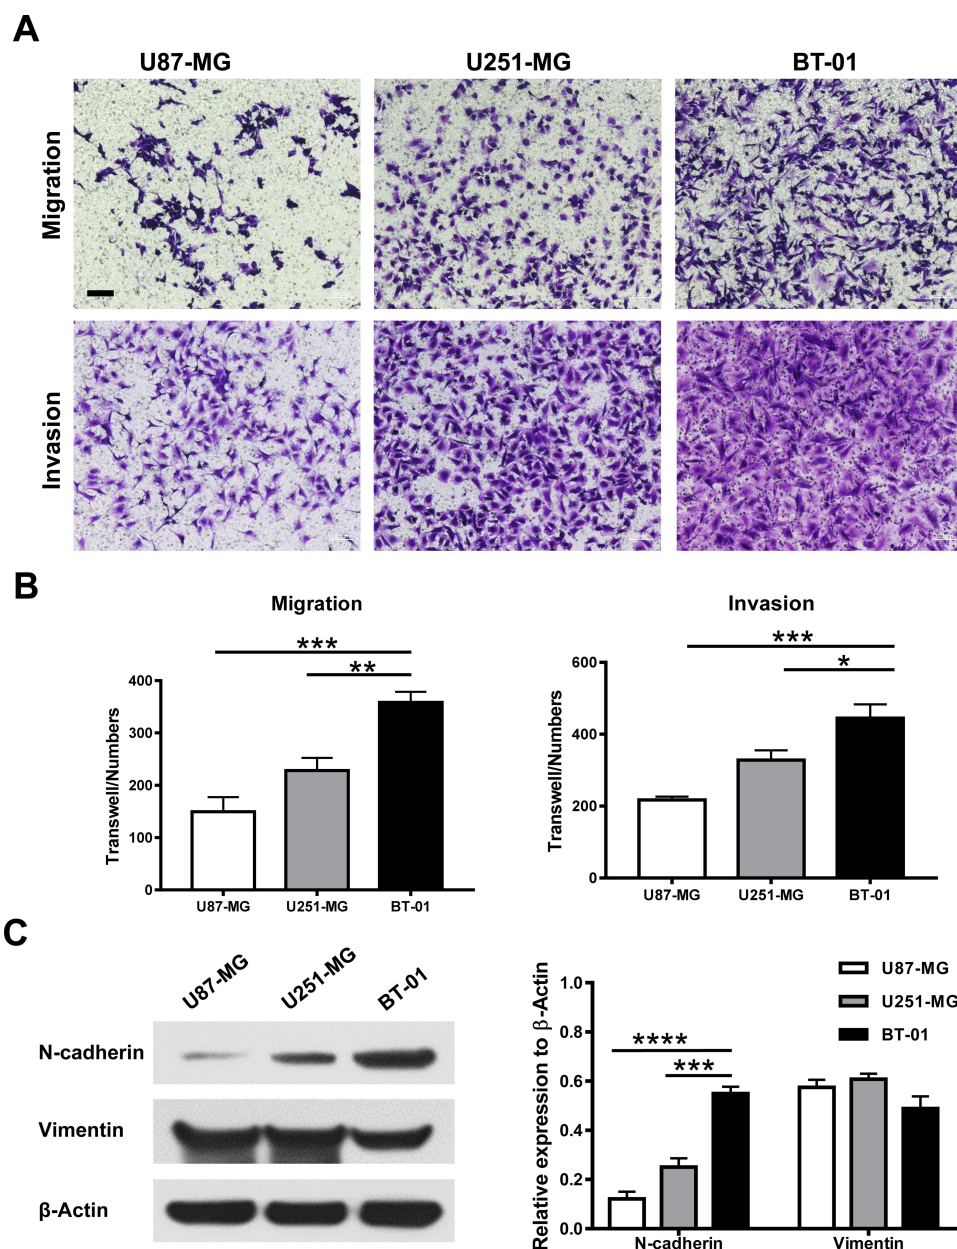 A
U87-MG
U251-MG
BT-01
Migration
Invasion
B
Migration
***
**
Transwell/Numbers
400
300
200
100
0
U87-MG
U251-MG
BT-01
Invasion
***
*
Transwell/Numbers
600
400
200
0
U87-MG
U251-MG
BT-01
C
U87-MG
U251-MG
BT-01
N-cadherin
Vimentin
β-Actin
U87-MG
U251-MG
BT-01
Relative expression to β-Actin
1.0
0.8
0.6
0.4
0.2
0.0
****
***
N-cadherin
Vimentin